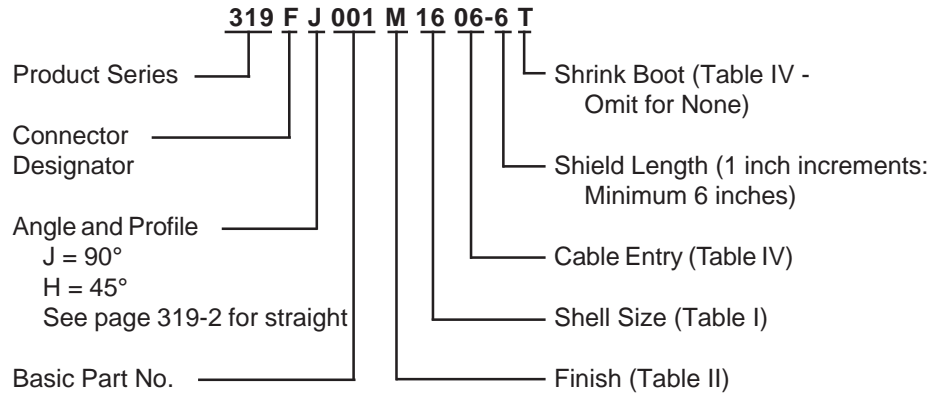 319 F J 001 M 16 06-6 T
Product Series
Connector
Designator
Angle and Profile
J = 90°
H = 45°
See page 319-2 for straight
Basic Part No.
Shrink Boot (Table IV -
Omit for None)
Shield Length (1 inch increments:
Minimum 6 inches)
Cable Entry (Table IV)
Shell Size (Table I)
Finish (Table II)